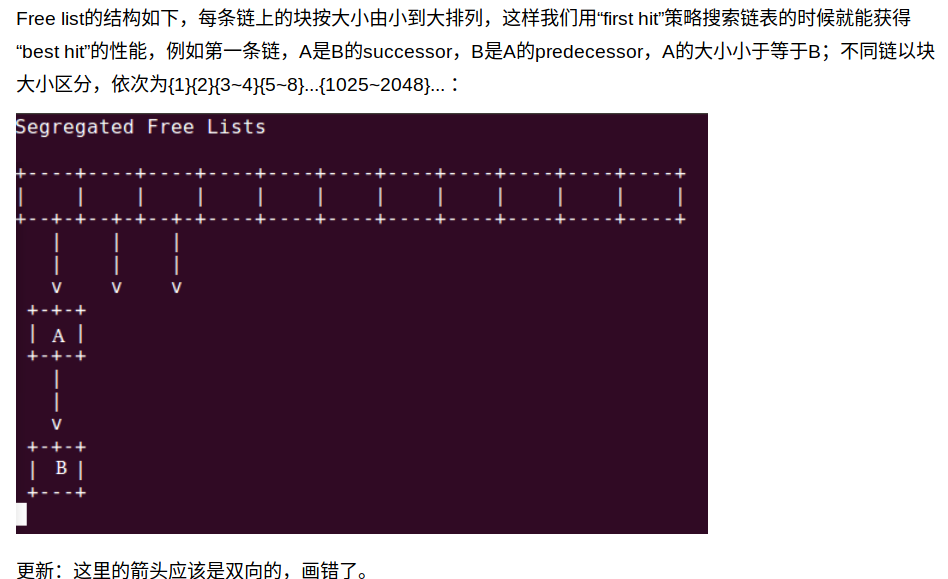 Free list的结构如下，每条链上的块按大小由小到大排列，这样我们用“first hit”策略搜索链表的时候就能获得
“best hit”的性能，例如第一条链，A是B的successor，B是A的predecessor，A的大小小于等于B；不同链以块
大小区分，依次为{1}{2}{3~4}{5~8}...{1025~2048}... ：
Segregated Free Lists
A
B
更新：这里的箭头应该是双向的，画错了。